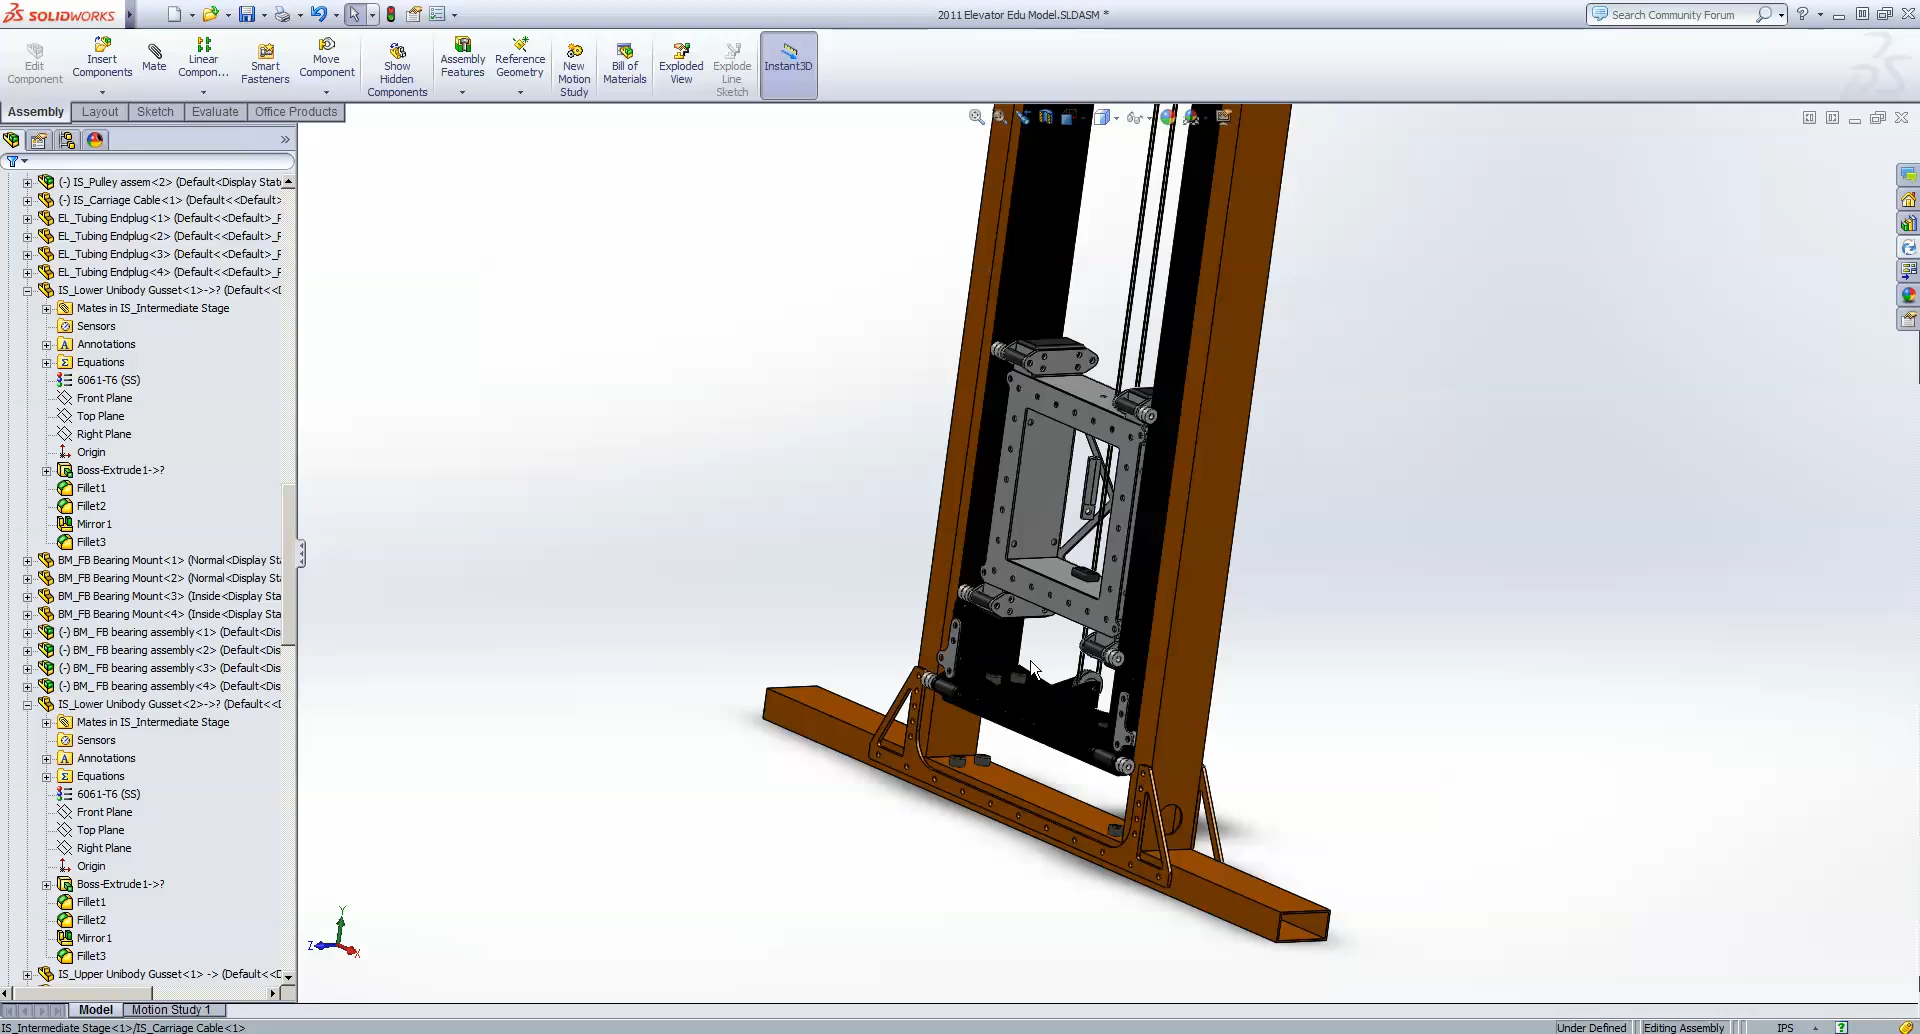 SOLIDWORKS
2011 Elevator Edu Model.SLDASM *
Search Community Forum
Edit Component
Insert Components
Mate
Linear Compon...
Smart Fasteners
Move Component
Show Hidden Components
Assembly Features
Reference Geometry
New Motion Study
Bill of Materials
Exploded View
Explode Line Sketch
Instant3D
Assembly
Layout
Sketch
Evaluate
Office Products
(-) IS_Pulley assem<2> (Default<Display Stat
(-) IS_Carriage Cable<1> (Default<<Default>
EL_Tubing Endplug<1> (Default<<Default>_F
EL_Tubing Endplug<2> (Default<<Default>_F
EL_Tubing Endplug<3> (Default<<Default>_F
EL_Tubing Endplug<4> (Default<<Default>_F
IS_Lower Unibody Gusset<1>->? (Default<<D
Mates in IS_Intermediate Stage
Sensors
Annotations
Equations
6061-T6 (SS)
Front Plane
Top Plane
Right Plane
Origin
Boss-Extrude1->?
Fillet1
Fillet2
Mirror1
Fillet3
BM_FB Bearing Mount<1> (Normal<Display Sta
BM_FB Bearing Mount<2> (Normal<Display Sta
BM_FB Bearing Mount<3> (Inside<Display Sta
BM_FB Bearing Mount<4> (Inside<Display Sta
(-) BM_ FB bearing assembly<1> (Default<Dis
(-) BM_ FB bearing assembly<2> (Default<Dis
(-) BM_ FB bearing assembly<3> (Default<Dis
(-) BM_ FB bearing assembly<4> (Default<Dis
IS_Lower Unibody Gusset<2>->? (Default<<D
Mates in IS_Intermediate Stage
Sensors
Annotations
Equations
6061-T6 (SS)
Front Plane
Top Plane
Right Plane
Origin
Boss-Extrude1->?
Fillet1
Fillet2
Mirror1
Fillet3
IS_Upper Unibody Gusset<1> -> (Default<<D
Y
Z
X
Model
Motion Study 1
IS_Intermediate Stage<1>/IS_Carriage Cable<1>
Under Defined
Editing Assembly
IPS